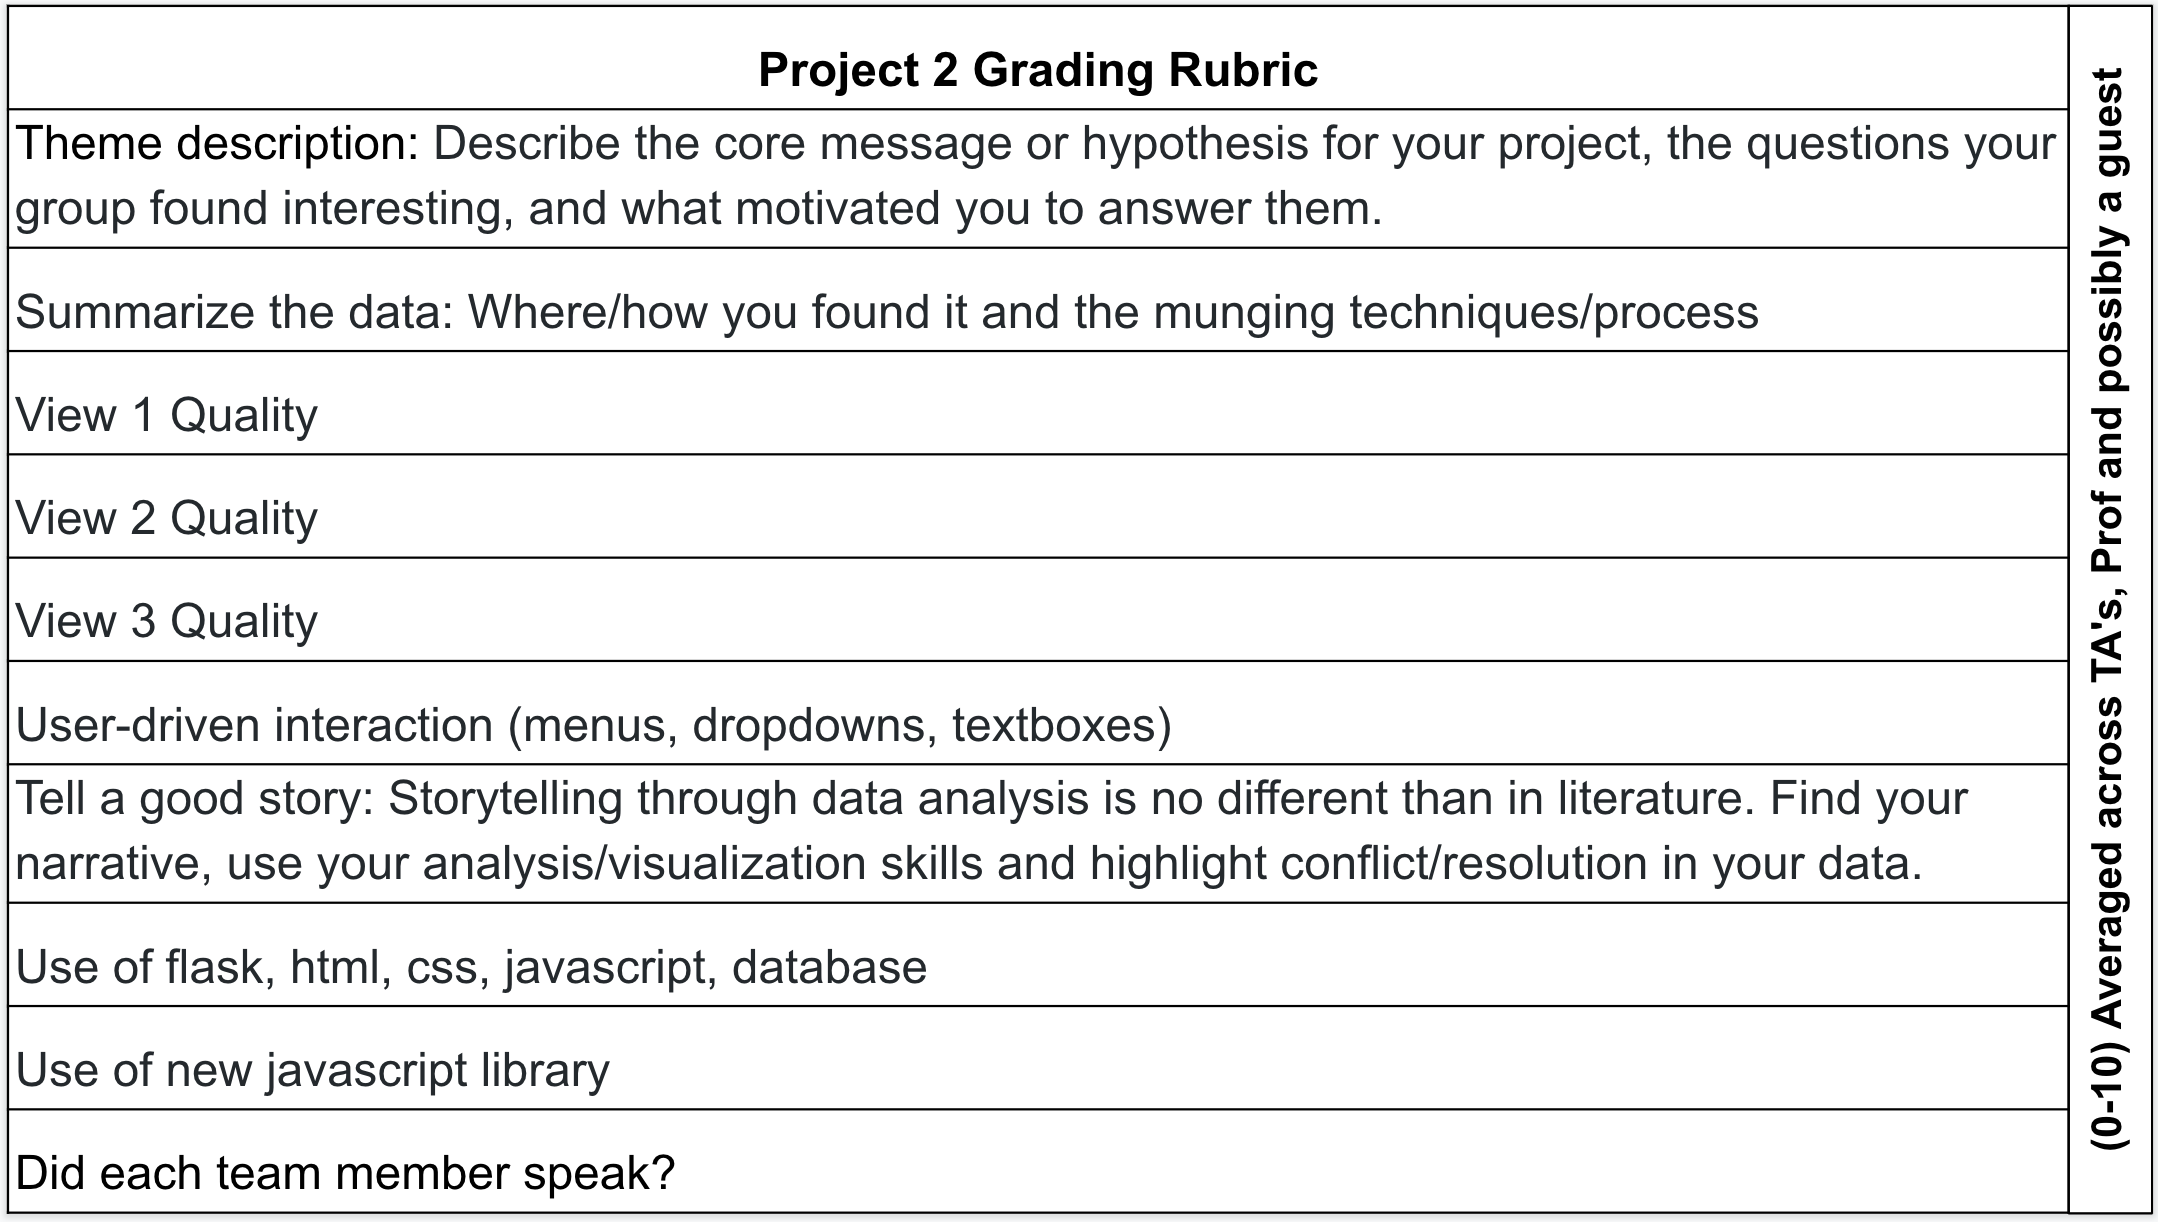 Project 2 Grading Rubric
Theme description: Describe the core message or hypothesis for your project, the questions your
group found interesting, and what motivated you to answer them.
Summarize the data: Where/how you found it and the munging techniques/process
View 1 Quality
View 2 Quality
View 3 Quality
User-driven interaction (menus, dropdowns, textboxes)
Tell a good story: Storytelling through data analysis is no different than in literature. Find your
narrative, use your analysis/visualization skills and highlight conflict/resolution in your data.
Use of flask, html, css, javascript, database
Use of new javascript library
Did each team member speak?
(0-10) Averaged across TA's, Prof and possibly a guest